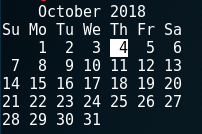 October 2018
Su Mo Tu We Th Fr Sa
1 2 3 4 5 6
7 8 9 10 11 12 13
14 15 16 17 18 19 20
21 22 23 24 25 26 27
28 29 30 31